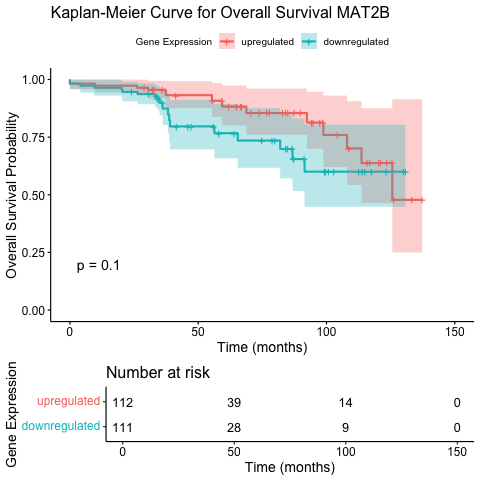 Kaplan-Meier Curve for Overall Survival MAT2B
Gene Expression upregulated downregulated
Overall Survival Probability
1.00
0.75
0.50
0.25
0.00
p = 0.1
0 50 100 150
Time (months)
Number at risk
Gene Expression
upregulated 112 39 14 0
downregulated 111 28 9 0
0 50 100 150
Time (months)